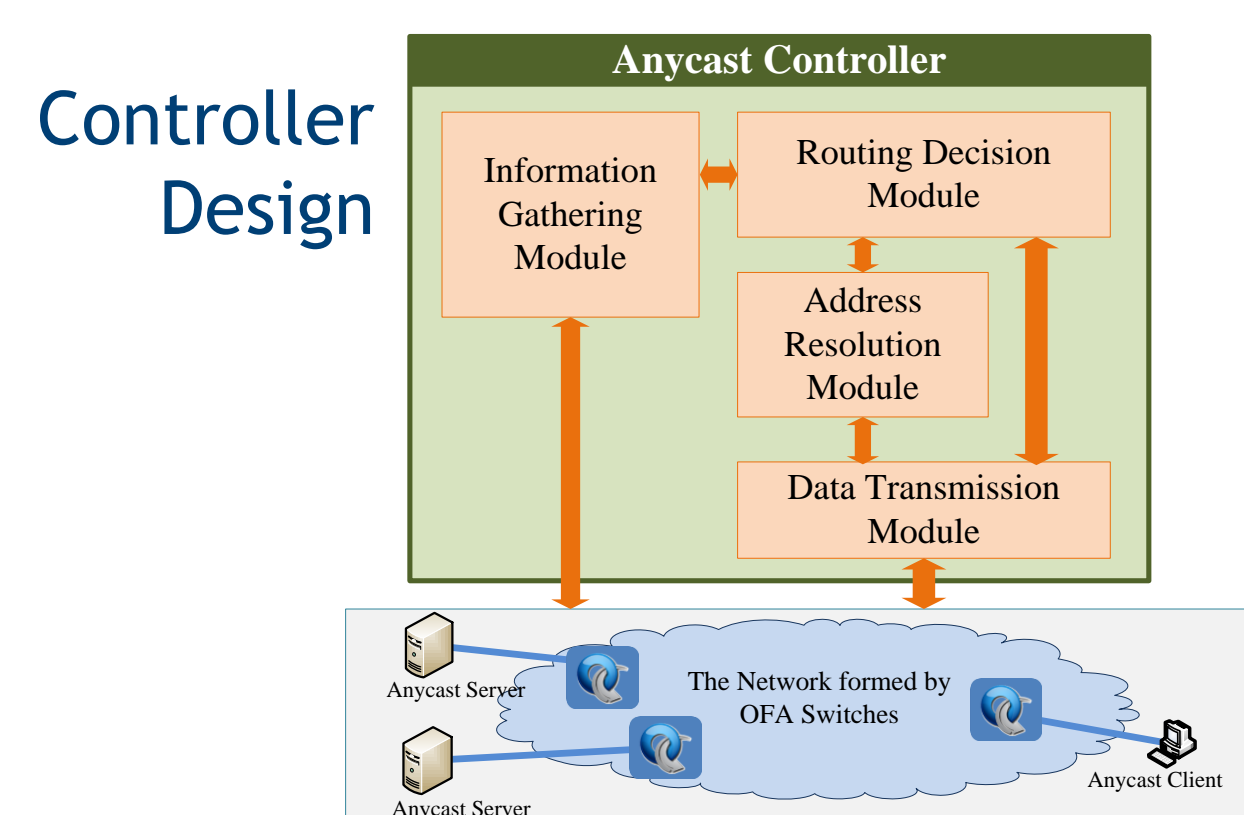 Controller
Design
Anycast Controller
Information
Gathering
Module
Routing Decision
Module
Address
Resolution
Module
Data Transmission
Module
Anycast Server
The Network formed by
OFA Switches
Anycast Client
Anycast Server